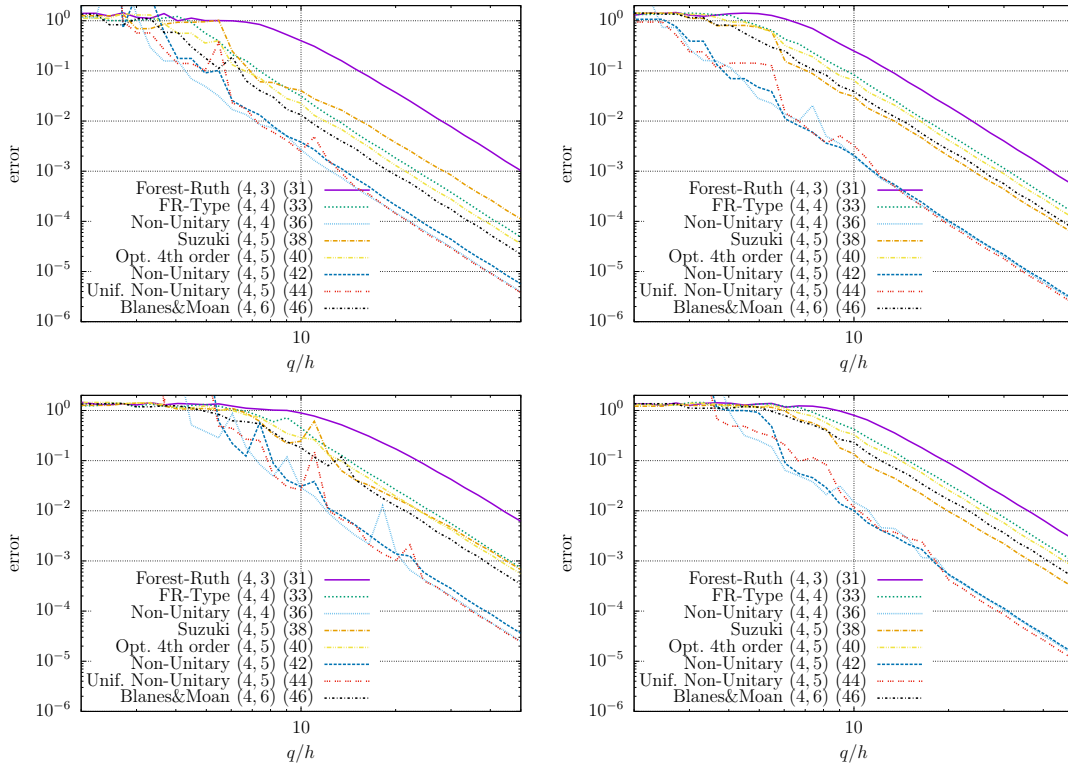 10^0
10^-1
10^-2
10^-3
10^-4
10^-5
10^-6
error
10
q/h
Forest-Ruth (4, 3) (31)
FR-Type (4, 4) (33)
Non-Unitary (4, 4) (36)
Suzuki (4, 5) (38)
Opt. 4th order (4, 5) (40)
Non-Unitary (4, 5) (42)
Unif. Non-Unitary (4, 5) (44)
Blanes&Moan (4, 6) (46)
10^0
10^-1
10^-2
10^-3
10^-4
10^-5
10^-6
error
10
q/h
Forest-Ruth (4, 3) (31)
FR-Type (4, 4) (33)
Non-Unitary (4, 4) (36)
Suzuki (4, 5) (38)
Opt. 4th order (4, 5) (40)
Non-Unitary (4, 5) (42)
Unif. Non-Unitary (4, 5) (44)
Blanes&Moan (4, 6) (46)
10^0
10^-1
10^-2
10^-3
10^-4
10^-5
10^-6
error
10
q/h
Forest-Ruth (4, 3) (31)
FR-Type (4, 4) (33)
Non-Unitary (4, 4) (36)
Suzuki (4, 5) (38)
Opt. 4th order (4, 5) (40)
Non-Unitary (4, 5) (42)
Unif. Non-Unitary (4, 5) (44)
Blanes&Moan (4, 6) (46)
10^0
10^-1
10^-2
10^-3
10^-4
10^-5
10^-6
error
10
q/h
Forest-Ruth (4, 3) (31)
FR-Type (4, 4) (33)
Non-Unitary (4, 4) (36)
Suzuki (4, 5) (38)
Opt. 4th order (4, 5) (40)
Non-Unitary (4, 5) (42)
Unif. Non-Unitary (4, 5) (44)
Blanes&Moan (4, 6) (46)